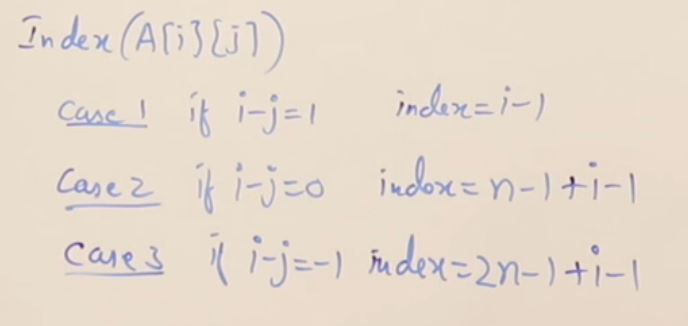 Index(A[i][j])
Case 1 if i-j=1 index=i-1
Case 2 if i-j=0 index=n-1+i-1
Case 3 if i-j=-1 index=2n-1+i-1